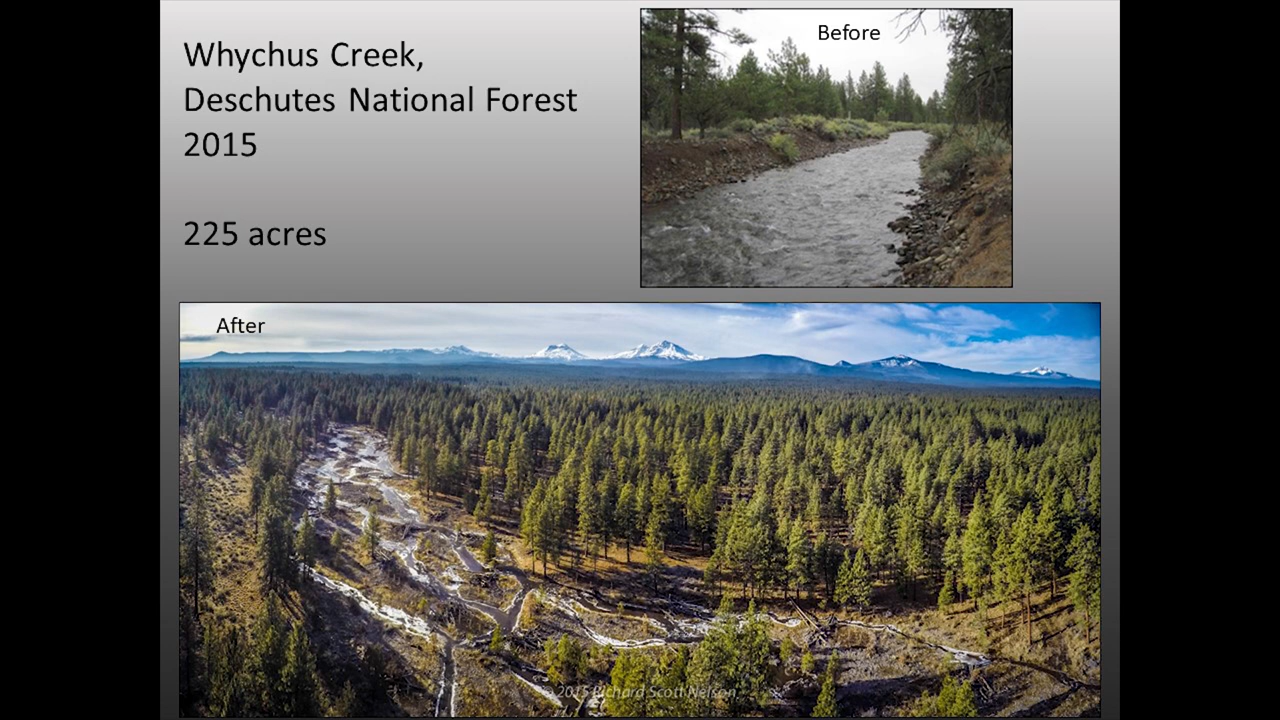 Whychus Creek,
Deschutes National Forest
2015
225 acres
Before
After
© 2015 Richard Scott Nelson